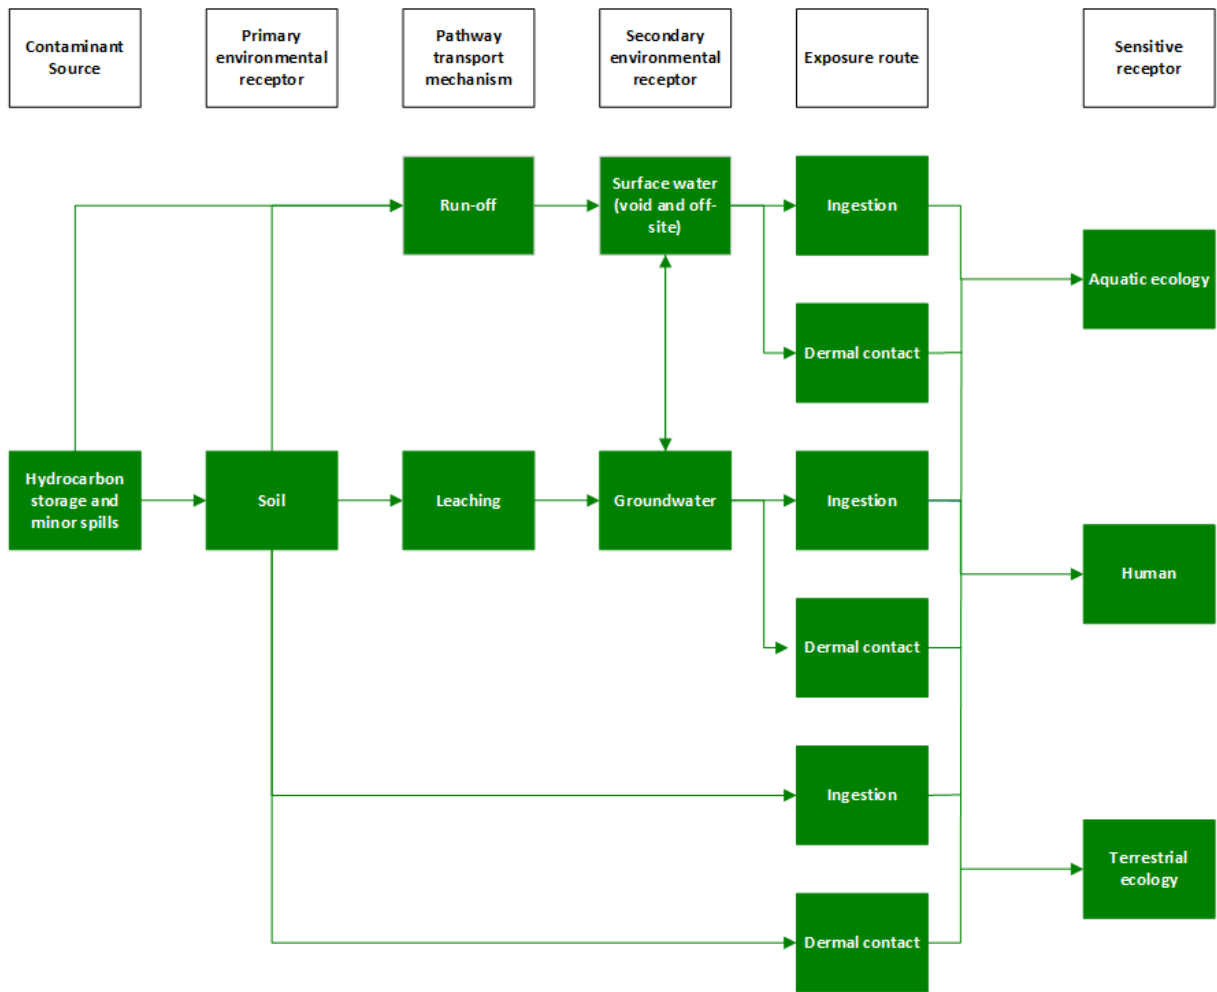 Contaminant
Source
Primary
environmental
receptor
Pathway
transport
mechanism
Secondary
environmental
receptor
Exposure route
Sensitive
receptor
Run-off
Surface water
(void and off-
site)
Ingestion
Aquatic ecology
Dermal contact
Hydrocarbon
storage and
minor spills
Soil
Leaching
Groundwater
Ingestion
Human
Dermal contact
Ingestion
Terrestrial
ecology
Dermal contact